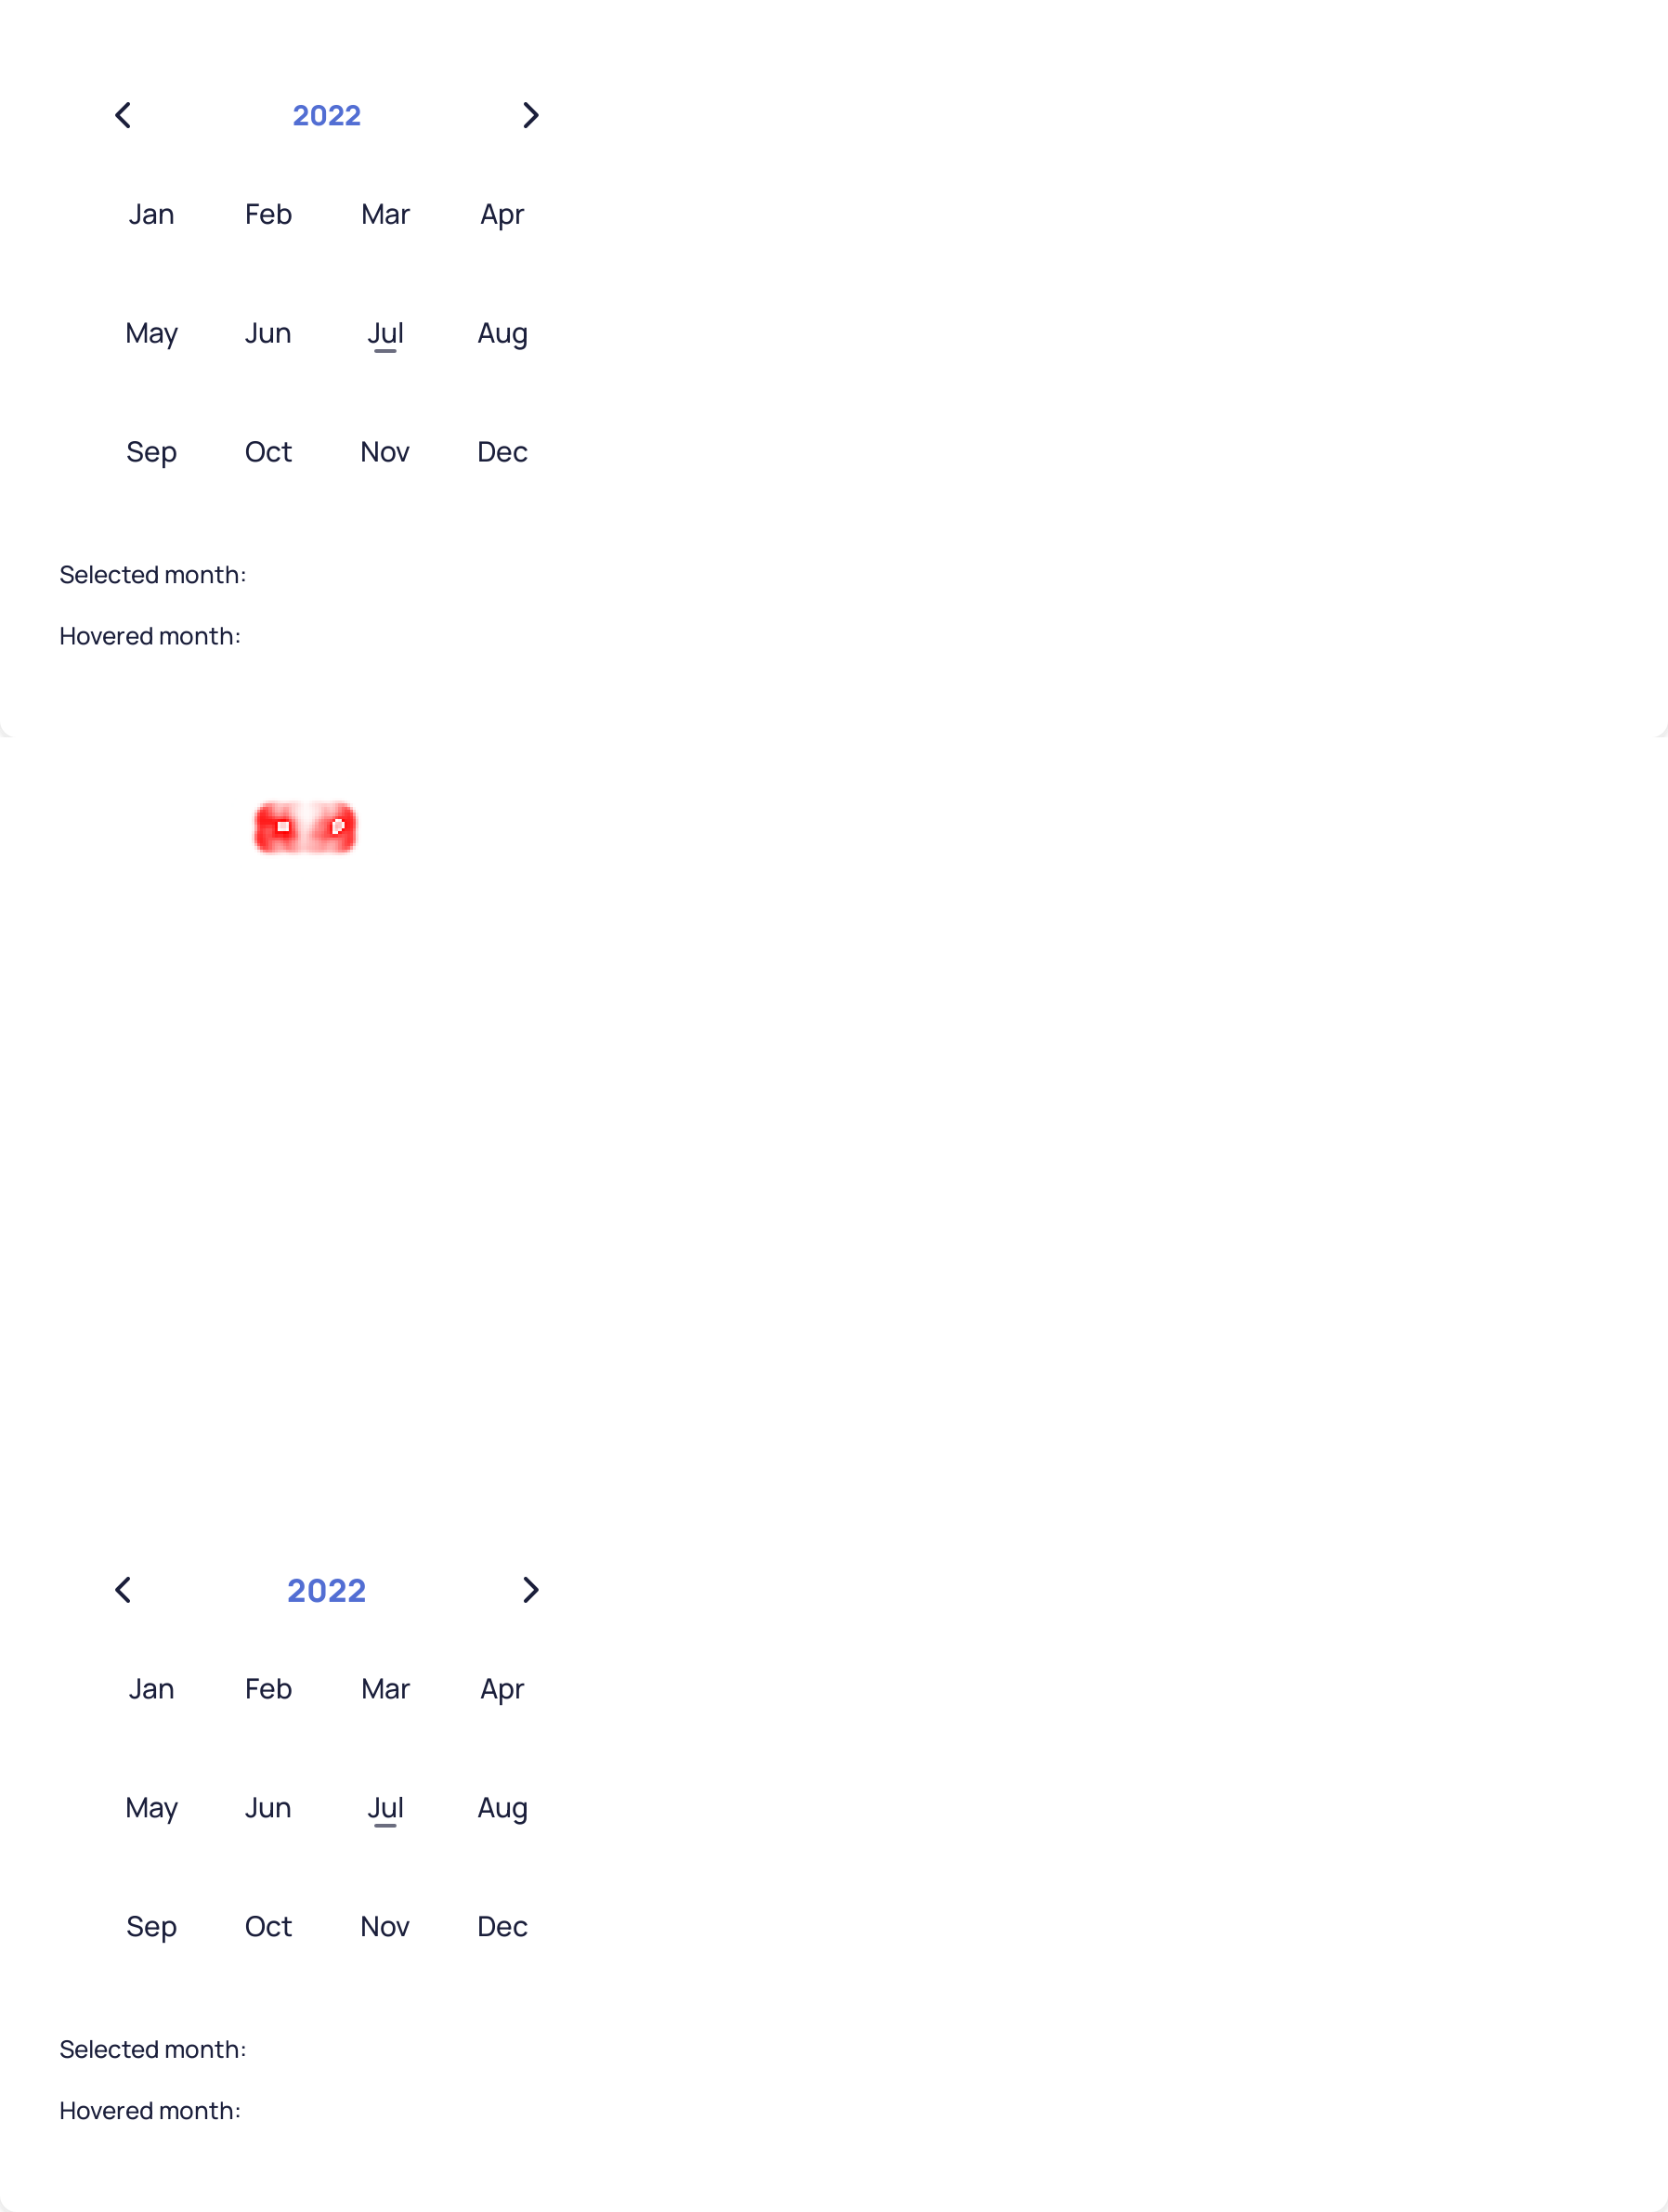 2022
Jan Feb Mar Apr
May Jun Jul Aug
Sep Oct Nov Dec
Selected month:
Hovered month:
2022
Jan Feb Mar Apr
May Jun Jul Aug
Sep Oct Nov Dec
Selected month:
Hovered month: